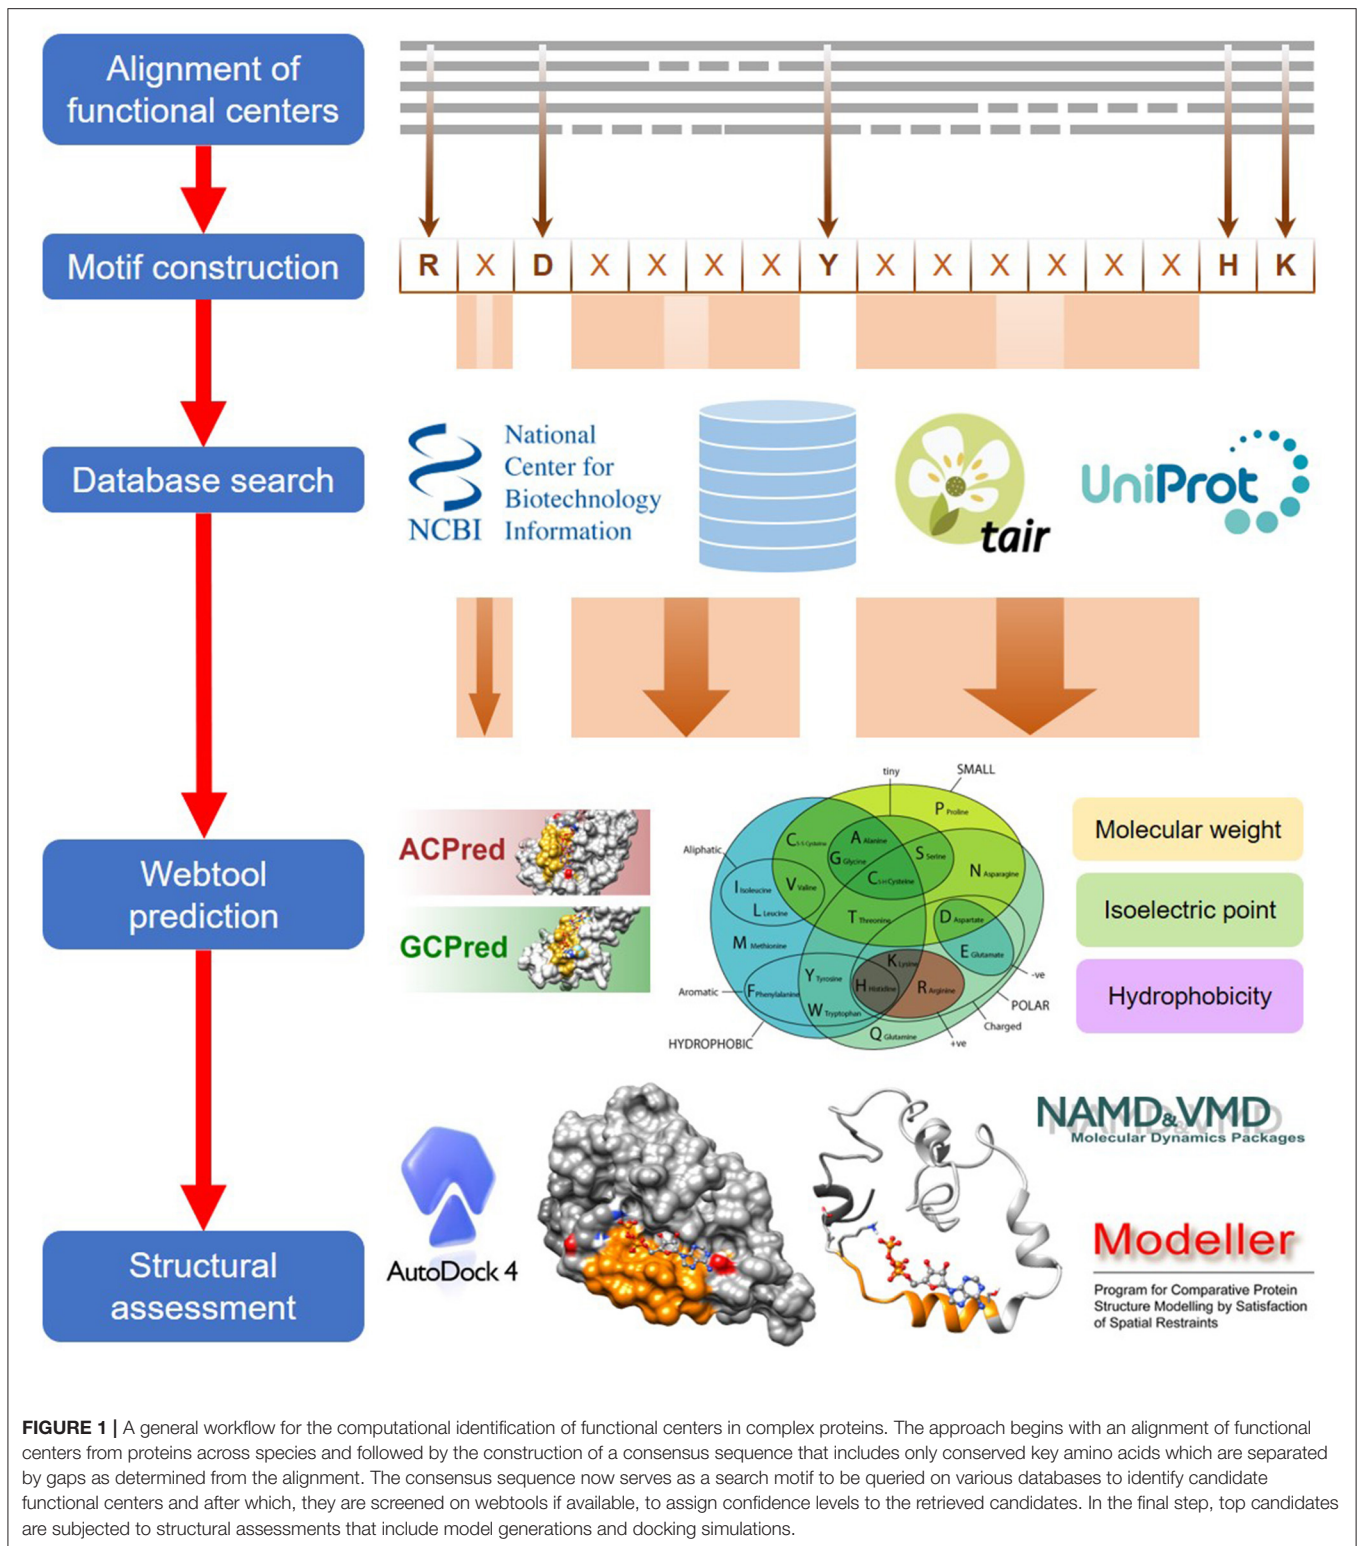 Alignment of
functional centers
Motif construction
R X D X X X X Y X X X X X X H K
Database search
NCBI
National
Center for
Biotechnology
Information
tair
UniProt
Webtool
prediction
ACPred
GCPred
tiny
SMALL
P Proline
Aliphatic
C S-S Cysteine
A Alanine
G Glycine
S Serine
C S-H Cysteine
N Asparagine
I Isoleucine
V Valine
L Leucine
T Threonine
D Aspartate
M Methionine
E Glutamate
K Lysine
-ve
Y Tyrosine
Aromatic
F Phenylalanine
H Histidine
R Arginine
POLAR
W Tryptophan
Charged
Q Glutamine
+ve
HYDROPHOBIC
Molecular weight
Isoelectric point
Hydrophobicity
Structural
assessment
AutoDock 4
NAMD & VMD
Molecular Dynamics Packages
Modeller
Program for Comparative Protein
Structure Modelling by Satisfaction
of Spatial Restraints
FIGURE 1 | A general workflow for the computational identification of functional centers in complex proteins. The approach begins with an alignment of functional
centers from proteins across species and followed by the construction of a consensus sequence that includes only conserved key amino acids which are separated
by gaps as determined from the alignment. The consensus sequence now serves as a search motif to be queried on various databases to identify candidate
functional centers and after which, they are screened on webtools if available, to assign confidence levels to the retrieved candidates. In the final step, top candidates
are subjected to structural assessments that include model generations and docking simulations.